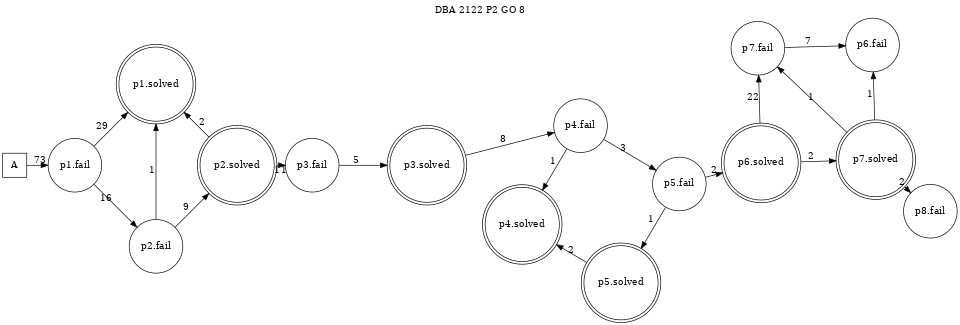 DBA 2122 P2 GO 8
A
73
p1.fail
29
p1.solved
16
1
p2.fail
9
2
p2.solved
11
p3.fail
5
p3.solved
8
p4.fail
1
3
p4.solved
p5.fail
1
2
p5.solved
2
p6.solved
22
2
p7.fail
7
p6.fail
1
1
p7.solved
2
p8.fail